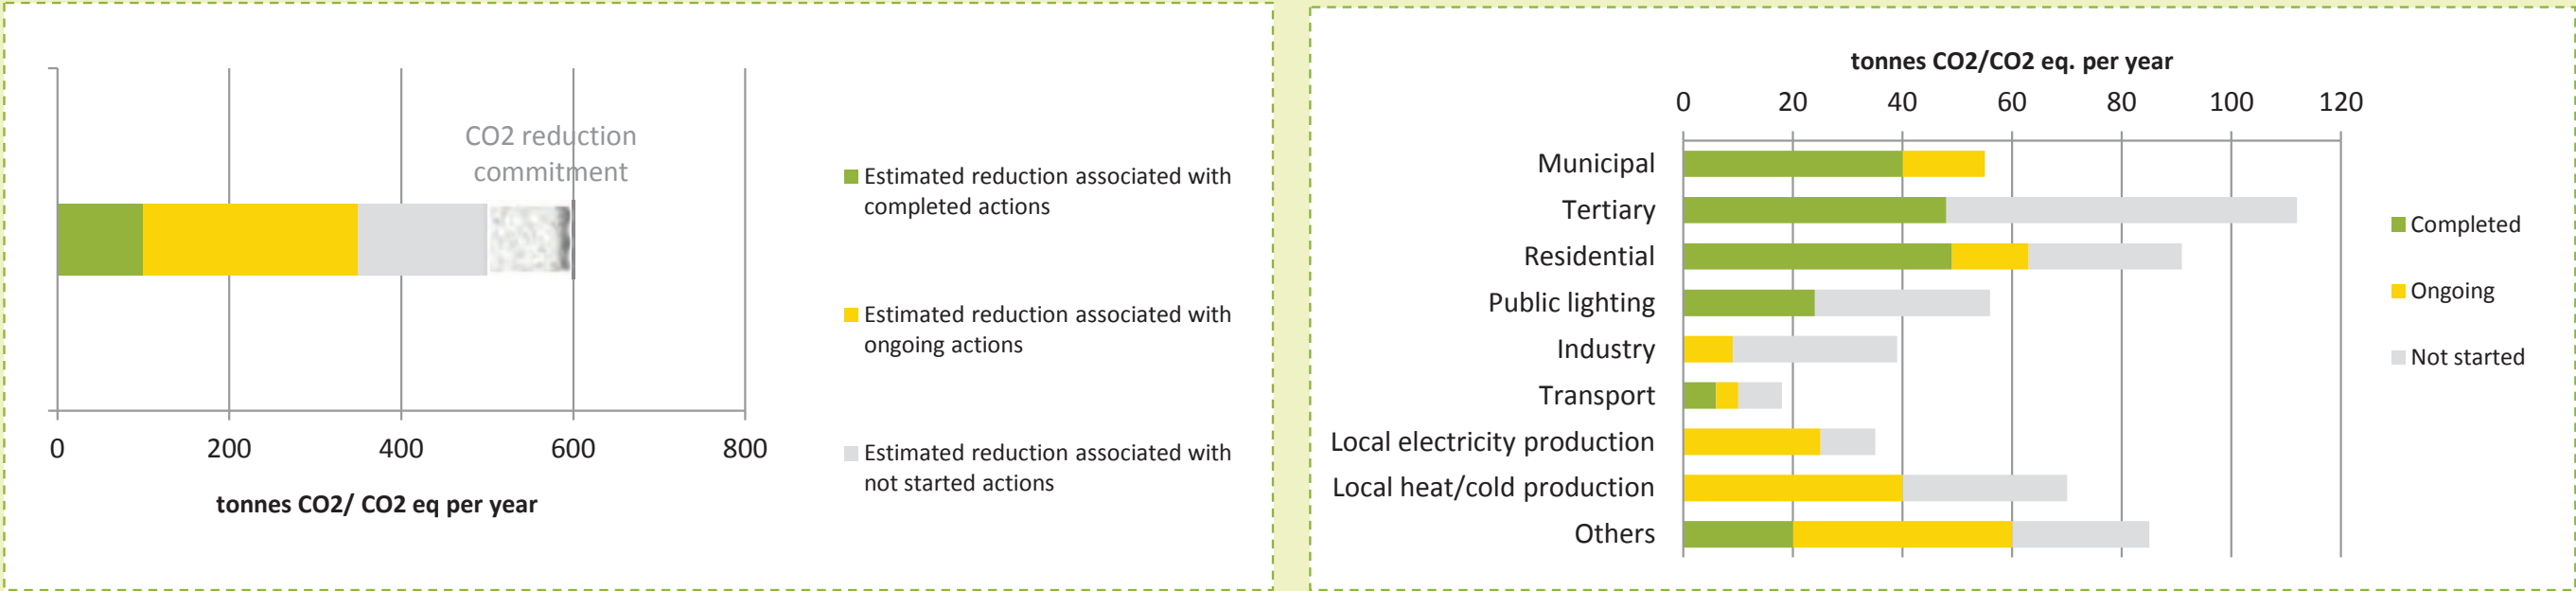 CO2 reduction
commitment
0 200 400 600 800
tonnes CO2/ CO2 eq per year
Estimated reduction associated with
completed actions
Estimated reduction associated with
ongoing actions
Estimated reduction associated with
not started actions
tonnes CO2/CO2 eq. per year
0 20 40 60 80 100 120
Municipal
Tertiary
Residential
Public lighting
Industry
Transport
Local electricity production
Local heat/cold production
Others
Completed
Ongoing
Not started